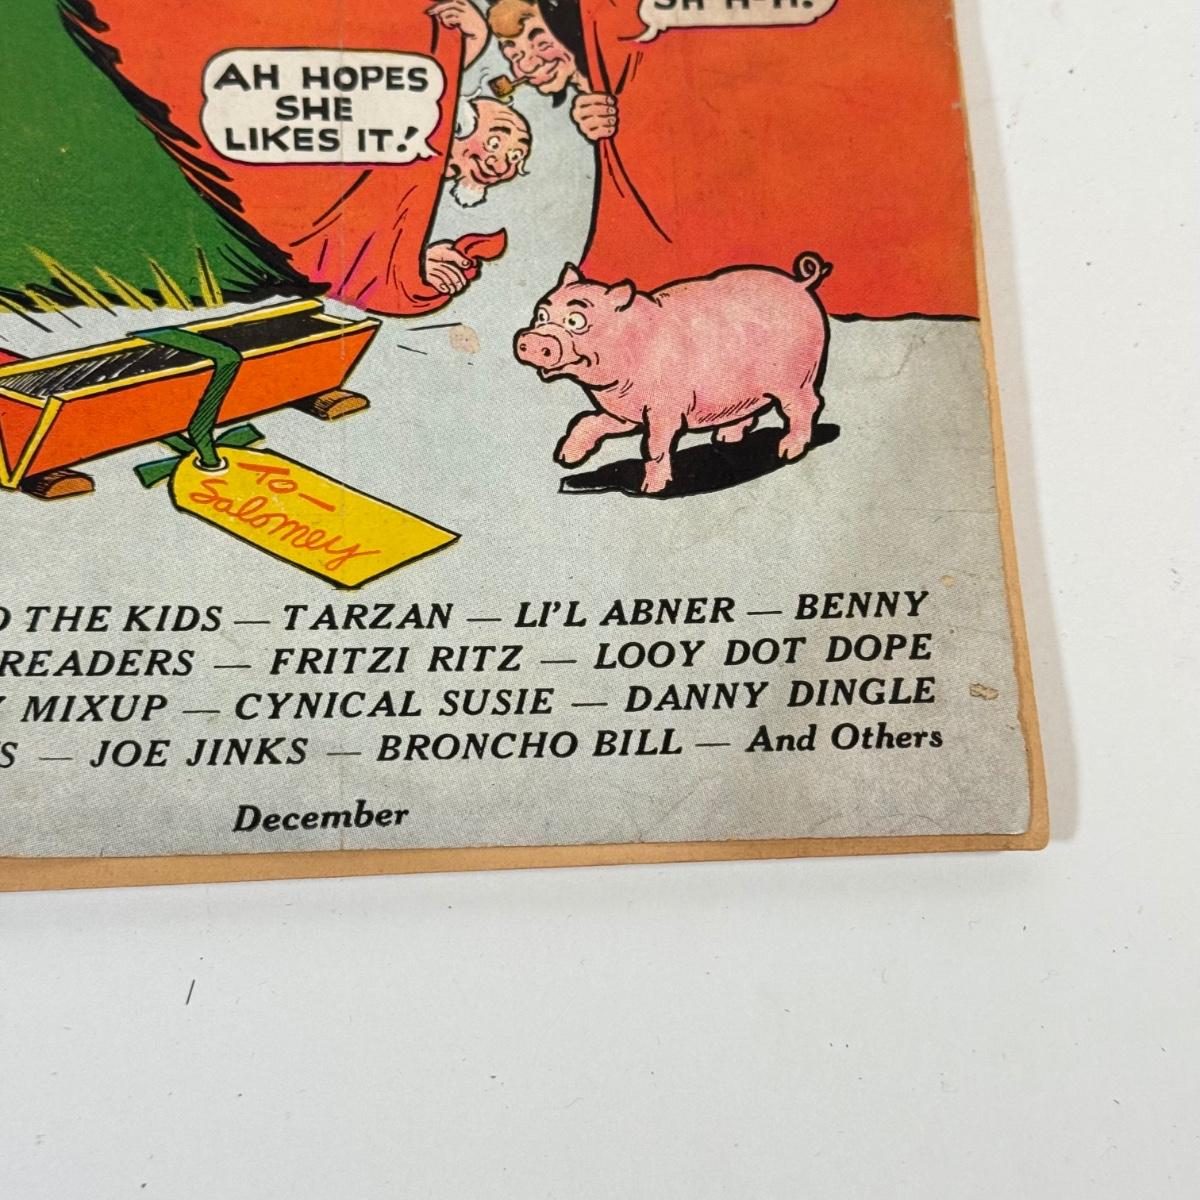 SH-H-H!
AH HOPES
SHE
LIKES IT!
TO—
Salomey
THE KIDS — TARZAN — LI'L ABNER — BENNY
READERS — FRITZI RITZ — LOOY DOT DOPE
MIXUP — CYNICAL SUSIE — DANNY DINGLE
S — JOE JINKS — BRONCHO BILL — And Others
December